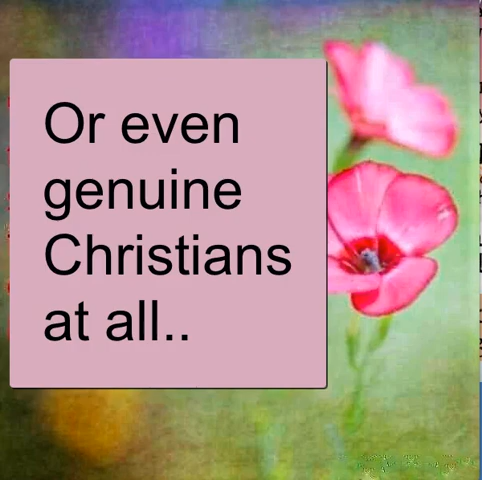 Or even
genuine
Christians
at all..